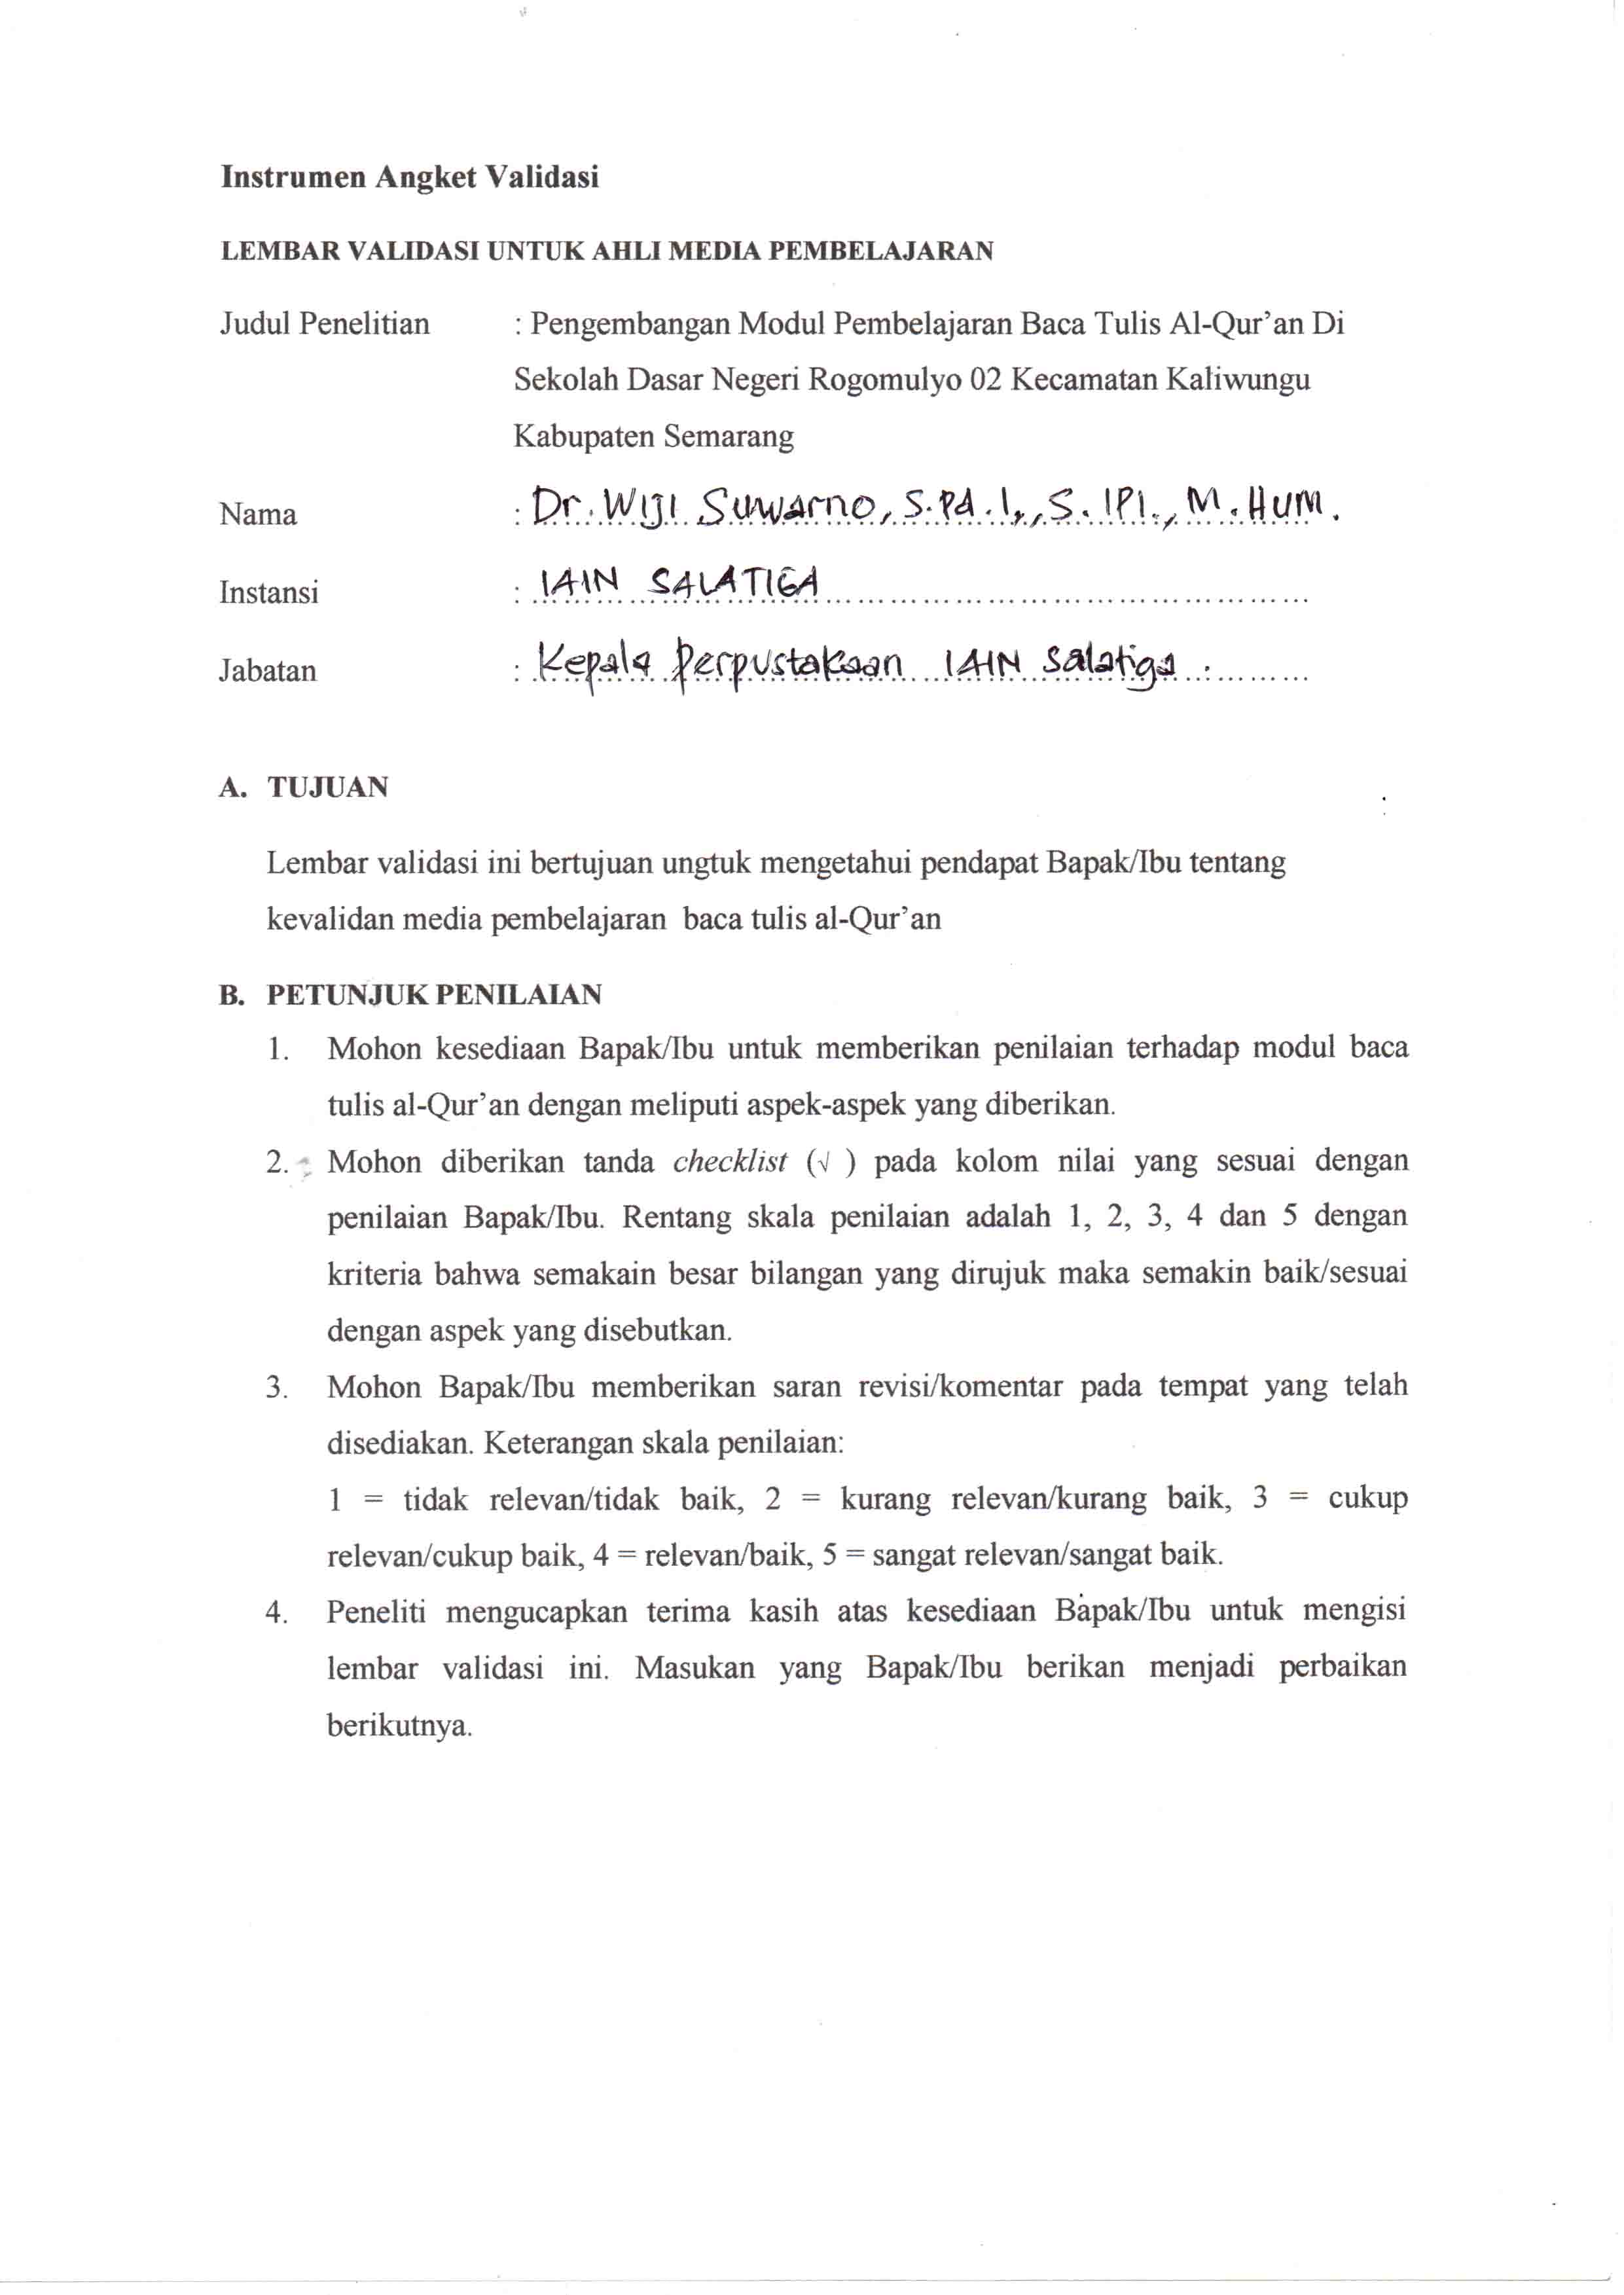 Instrumen Angket Validasi
LEMBAR VALIDASI UNTUK AHLI MEDIA PEMBELAJARAN
Judul Penelitian : Pengembangan Modul Pembelajaran Baca Tulis Al-Qur'an Di
Sekolah Dasar Negeri Rogomulyo 02 Kecamatan Kaliwungu
Kabupaten Semarang
Nama : Dr. Wiji Suwarno, S.Pd.I., S.IPI., M.Hum.
Instansi : IAIN SALATIGA
Jabatan : Kepala Perpustakaan IAIN Salatiga.
A. TUJUAN
Lembar validasi ini bertujuan ungtuk mengetahui pendapat Bapak/Ibu tentang
kevalidan media pembelajaran baca tulis al-Qur'an
B. PETUNJUK PENILAIAN
1. Mohon kesediaan Bapak/Ibu untuk memberikan penilaian terhadap modul baca
tulis al-Qur'an dengan meliputi aspek-aspek yang diberikan.
2. Mohon diberikan tanda checklist (√ ) pada kolom nilai yang sesuai dengan
penilaian Bapak/Ibu. Rentang skala penilaian adalah 1, 2, 3, 4 dan 5 dengan
kriteria bahwa semakain besar bilangan yang dirujuk maka semakin baik/sesuai
dengan aspek yang disebutkan.
3. Mohon Bapak/Ibu memberikan saran revisi/komentar pada tempat yang telah
disediakan. Keterangan skala penilaian:
1 = tidak relevan/tidak baik, 2 = kurang relevan/kurang baik, 3 = cukup
relevan/cukup baik, 4 = relevan/baik, 5 = sangat relevan/sangat baik.
4. Peneliti mengucapkan terima kasih atas kesediaan Bapak/Ibu untuk mengisi
lembar validasi ini. Masukan yang Bapak/Ibu berikan menjadi perbaikan
berikutnya.